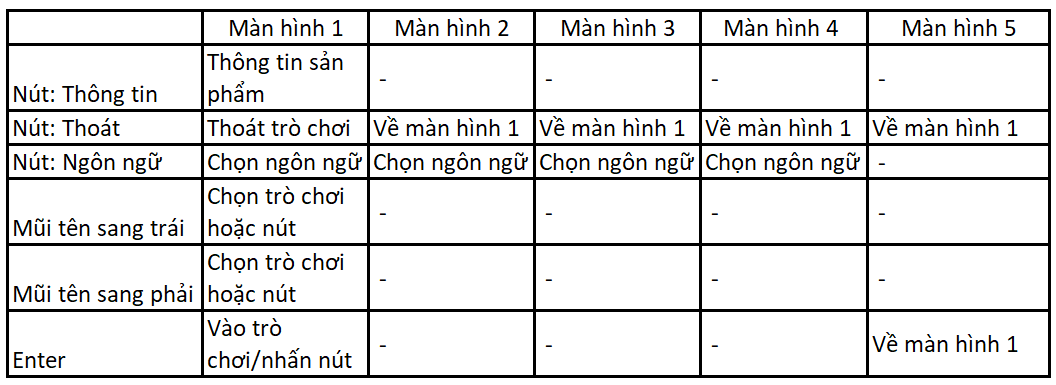 Màn hình 1 Màn hình 2 Màn hình 3 Màn hình 4 Màn hình 5
Nút: Thông tin Thông tin sản phẩm - - - -
Nút: Thoát Thoát trò chơi Về màn hình 1 Về màn hình 1 Về màn hình 1 Về màn hình 1
Nút: Ngôn ngữ Chọn ngôn ngữ Chọn ngôn ngữ Chọn ngôn ngữ Chọn ngôn ngữ -
Mũi tên sang trái Chọn trò chơi hoặc nút - - - -
Mũi tên sang phải Chọn trò chơi hoặc nút - - - -
Enter Vào trò chơi/nhấn nút - - - Về màn hình 1